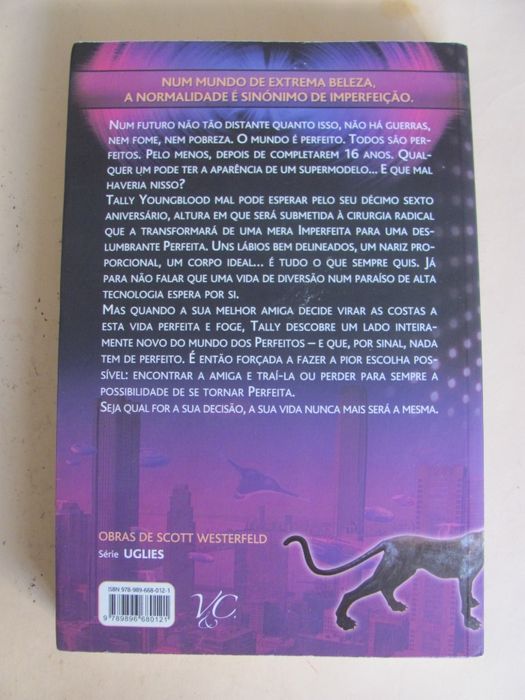 NUM MUNDO DE EXTREMA BELEZA,
A NORMALIDADE É SINÓNIMO DE IMPERFEIÇÃO.
NUM FUTURO NÃO TÃO DISTANTE QUANTO ISSO, NÃO HÁ GUERRAS,
NEM FOME, NEM POBREZA. O MUNDO É PERFEITO. TODOS SÃO PER-
FEITOS. PELO MENOS, DEPOIS DE COMPLETAREM 16 ANOS. QUAL-
QUER UM PODE TER A APARÊNCIA DE UM SUPERMODELO... E QUE MAL
HAVERIA NISSO?
TALLY YOUNGBLOOD MAL PODE ESPERAR PELO SEU DÉCIMO SEXTO
ANIVERSÁRIO, ALTURA EM QUE SERÁ SUBMETIDA À CIRURGIA RADICAL
QUE A TRANSFORMARÁ DE UMA MERA IMPERFEITA PARA UMA DES-
LUMBRANTE PERFEITA. UNS LÁBIOS BEM DELINEADOS, UM NARIZ PRO-
PORCIONAL, UM CORPO IDEAL... É TUDO O QUE SEMPRE QUIS. JÁ
PARA NÃO FALAR QUE UMA VIDA DE DIVERSÃO NUM PARAÍSO DE ALTA
TECNOLOGIA ESPERA POR SI.
MAS QUANDO A SUA MELHOR AMIGA DECIDE VIRAR AS COSTAS A
ESTA VIDA PERFEITA E FOGE, TALLY DESCOBRE UM LADO INTEIRA-
MENTE NOVO DO MUNDO DOS PERFEITOS – E QUE, POR SINAL, NADA
TEM DE PERFEITO. É ENTÃO FORÇADA A FAZER A PIOR ESCOLHA POS-
SÍVEL: ENCONTRAR A AMIGA E TRAÍ-LA OU PERDER PARA SEMPRE A
POSSIBILIDADE DE SE TORNAR PERFEITA.
SEJA QUAL FOR A SUA DECISÃO, A SUA VIDA NUNCA MAIS SERÁ A MESMA.
OBRAS DE SCOTT WESTERFELD
Série UGLIES
ISBN 978-989-668-012-1
9 789896 680121
V&C.